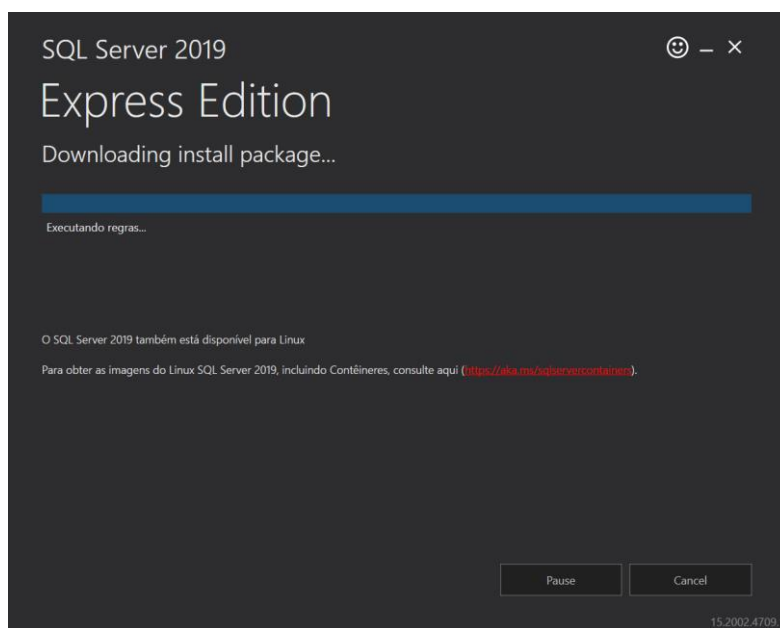 SQL Server 2019
Express Edition
Downloading install package...
Executando regras...
O SQL Server 2019 também está disponível para Linux
Para obter as imagens do Linux SQL Server 2019, incluindo Contêineres, consulte aqui (https://aka.ms/sqlservercontainers).
Pause
Cancel
15.2002.4709.